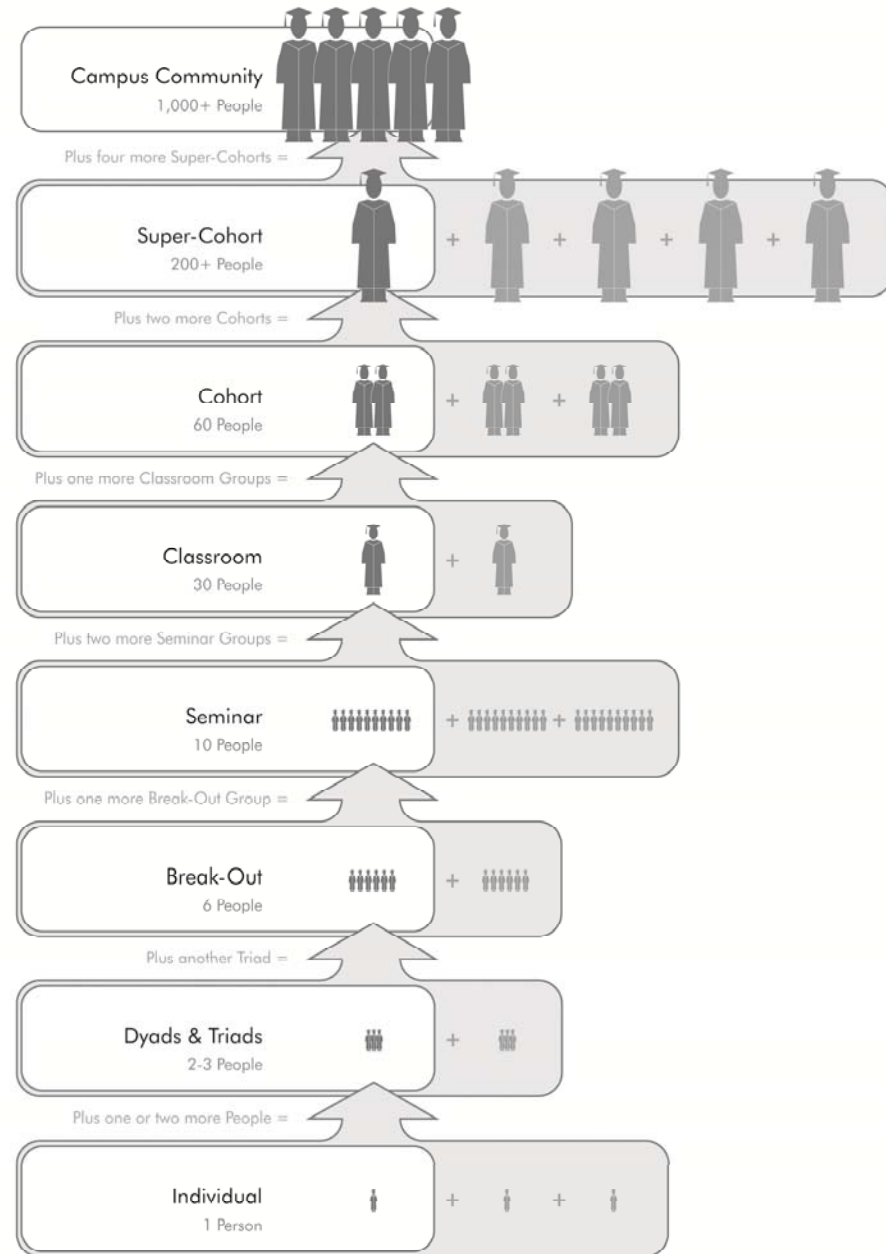 Campus Community
1,000+ People
Plus four more Super-Cohorts =
Super-Cohort
200+ People
+ + + +
Plus two more Cohorts =
Cohort
60 People
+ +
Plus one more Classroom Groups =
Classroom
30 People
+
Plus two more Seminar Groups =
Seminar
10 People
+ +
Plus one more Break-Out Group =
Break-Out
6 People
+
Plus another Triad =
Dyads & Triads
2-3 People
+
Plus one or two more People =
Individual
1 Person
+ +